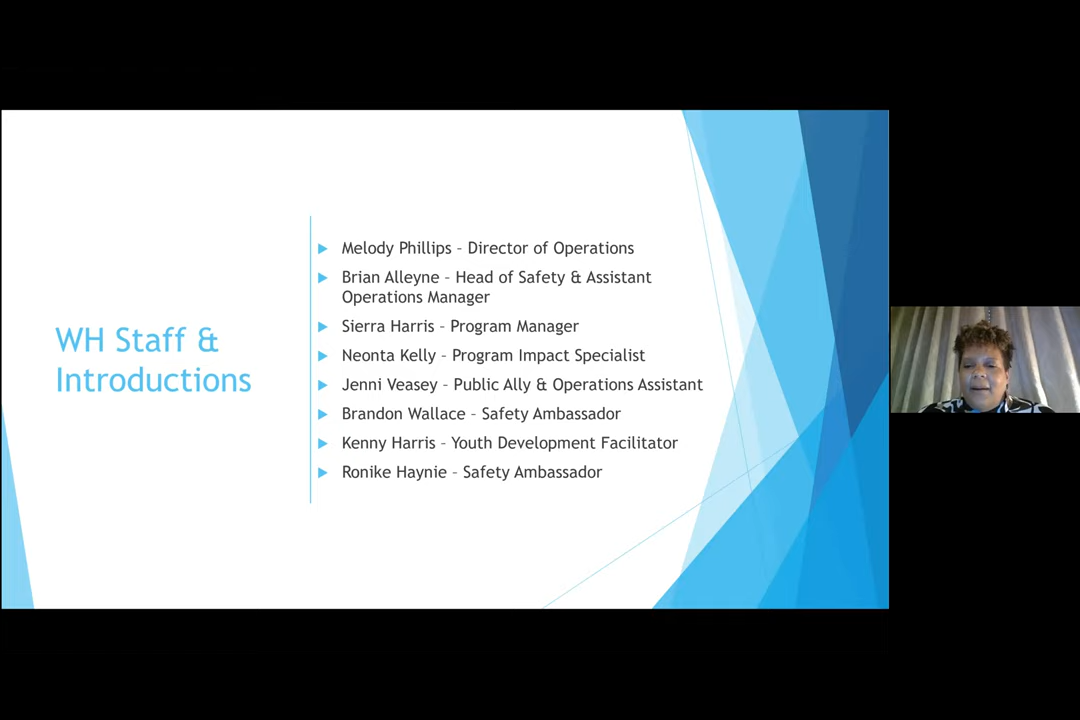 WH Staff &
Introductions
Melody Phillips – Director of Operations
Brian Alleyne – Head of Safety & Assistant
Operations Manager
Sierra Harris – Program Manager
Neonta Kelly – Program Impact Specialist
Jenni Veasey – Public Ally & Operations Assistant
Brandon Wallace – Safety Ambassador
Kenny Harris – Youth Development Facilitator
Ronike Haynie – Safety Ambassador